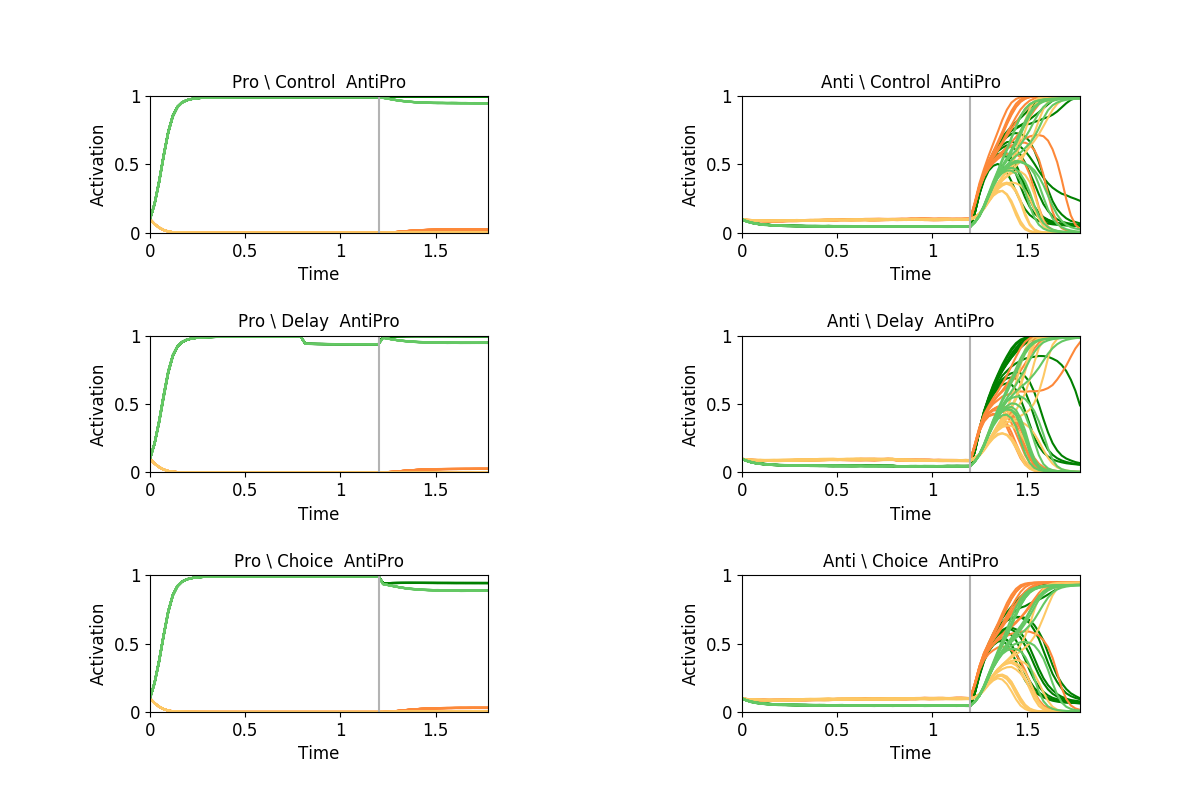 Pro \ Control  AntiPro
Activation
1
0.5
0
0 0.5 1 1.5
Time
Anti \ Control  AntiPro
Activation
1
0.5
0
0 0.5 1 1.5
Time
Pro \ Delay  AntiPro
Activation
1
0.5
0
0 0.5 1 1.5
Time
Anti \ Delay  AntiPro
Activation
1
0.5
0
0 0.5 1 1.5
Time
Pro \ Choice  AntiPro
Activation
1
0.5
0
0 0.5 1 1.5
Time
Anti \ Choice  AntiPro
Activation
1
0.5
0
0 0.5 1 1.5
Time